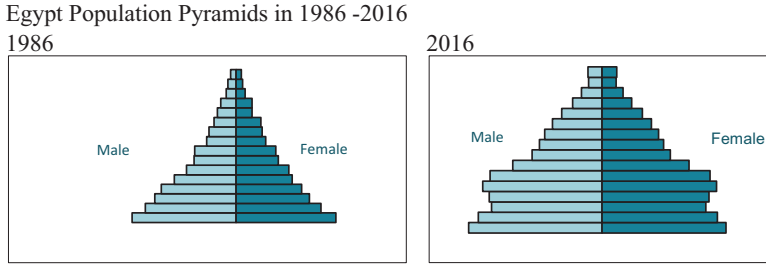 Egypt Population Pyramids in 1986 -2016
1986
2016
Male
Female
Male
Female